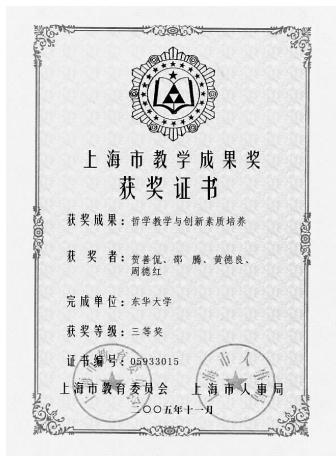 上海市教学成果奖
获奖证书
获奖成果：哲学教学与创新素质培养
获奖者：贺善侃、邵 腾、黄德良、
周德红
完成单位：东华大学
获奖等级：三等奖
证书编号：05933015
上海市教育委员会 上海市人事局
二〇〇五年十一月